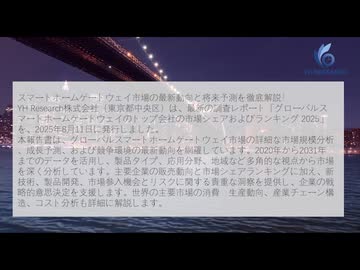 YH RESEARCH
スマートホームゲートウェイ市場の最新動向と将来予測を徹底解説!
YH Research株式会社（東京都中央区）は、最新の調査レポート「グローバルス
マートホームゲートウェイのトップ会社の市場シェアおよびランキング 2025」
を、2025年8月11日に発行しました。
本報告書は、グローバルスマートホームゲートウェイ市場の詳細な市場規模分析
、成長予測、および競争環境の最新動向を網羅しています。2020年から2031年
までのデータを活用し、製品タイプ、応用分野、地域など多角的な視点から市場
を深く分析しています。主要企業の販売動向と市場シェアランキングに加え、新
技術、製品開発、市場参入機会とリスクに関する貴重な洞察を提供し、企業の戦
略的意思決定を支援します。世界の主要市場の消費・生産動向、産業チェーン構
造、コスト分析も詳細に解説します。